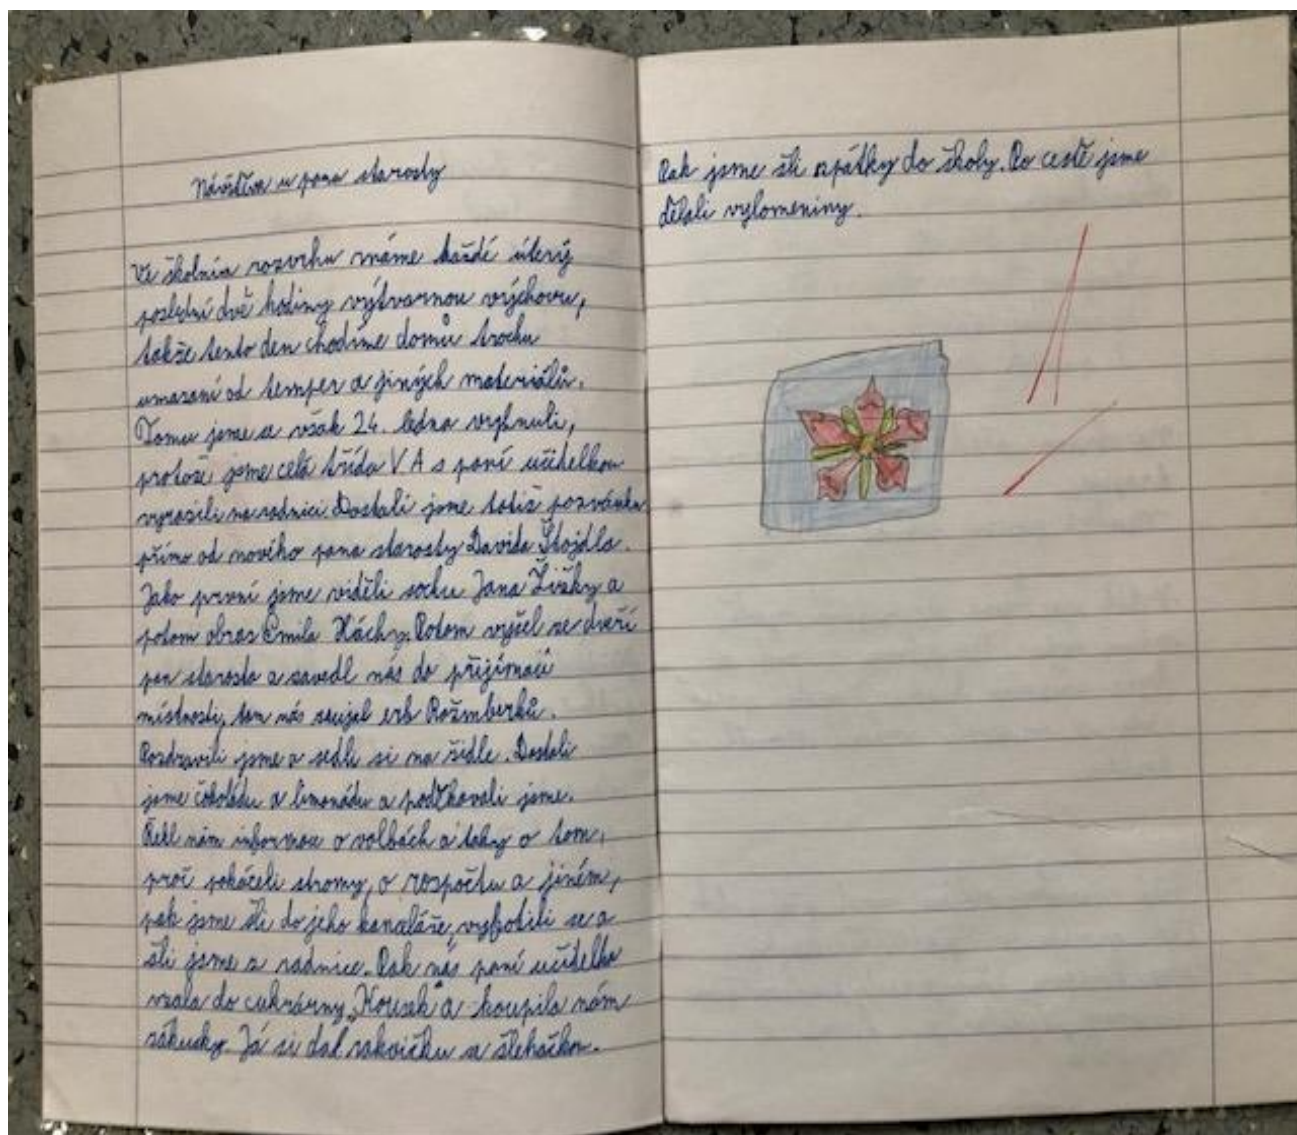 Návštěva u pana starosty
Ve školním rozvrhu máme každé úterý
poslední dvě hodiny výtvarnou výchovu,
takže tento den chodíme domů trochu
umazaní od temper a jiných materiálů.
Tomu jsme se však 24. ledna vyhnuli,
protože jsme celá třída V. A s paní učitelkou
vyrazili na radnici. Dostali jsme totiž pozvánku
přímo od nového pana starosty Davida Štojdla.
Jako první jsme viděli sochu Jana Žižky a
potom obraz Emila Háchy. Potom vyšel ze dveří
pan starosta a zavedl nás do přijímací
místnosti, tam nás zaujal erb Rožmberků.
Pozdravili jsme a sedli si na židle. Dostali
jsme čokoládu a limonádu a poděkovali jsme.
Řekl nám informace o volbách a taky o tom,
proč pokáceli stromy, o rozpočtu a jiném,
pak jsme šli do jeho kanceláře, vyfotili se a
šli jsme z radnice. Pak nás paní učitelka
vzala do cukrárny „Kousek“ a koupila nám
zákusky. Já si dal rakvičku se šlehačkou.
Pak jsme šli zpátky do školy. Po cestě jsme
dělali vylomeniny.